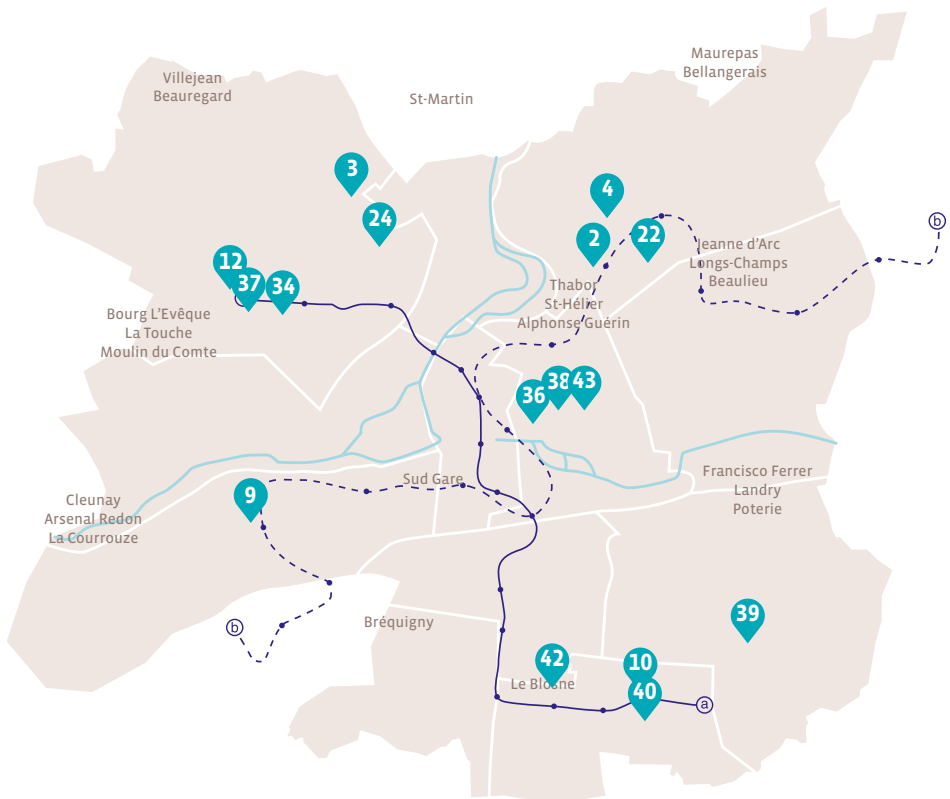 Maurepas
Bellangerais
Villejean
Beauregard
St-Martin
3
4
24
2
22
b
Jeanne d'Arc
Longs-Champs
Beaulieu
12
37
34
Thabor
St-Hélier
Alphonse Guérin
Bourg L'Evêque
La Touche
Moulin du Comte
36
38
43
Sud Gare
Francisco Ferrer
Landry
Poterie
9
Cleunay
Arsenal Redon
La Courrouze
39
b
Bréquigny
42
10
Le Blosne
40
a